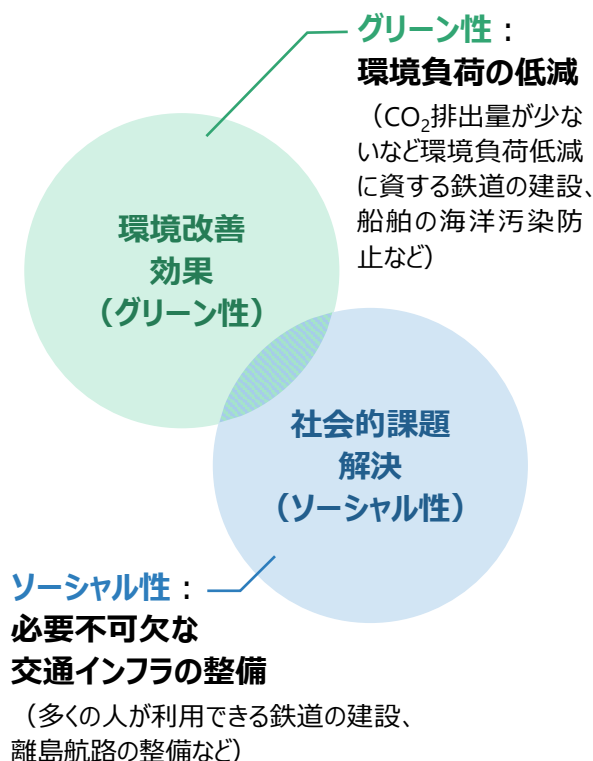 グリーン性：
環境負荷の低減
（CO₂排出量が少な
いなど環境負荷低減
に資する鉄道の建設、
船舶の海洋汚染防
止など）
環境改善
効果
（グリーン性）
社会的課題
解決
（ソーシャル性）
ソーシャル性：
必要不可欠な
交通インフラの整備
（多くの人が利用できる鉄道の建設、
離島航路の整備など）